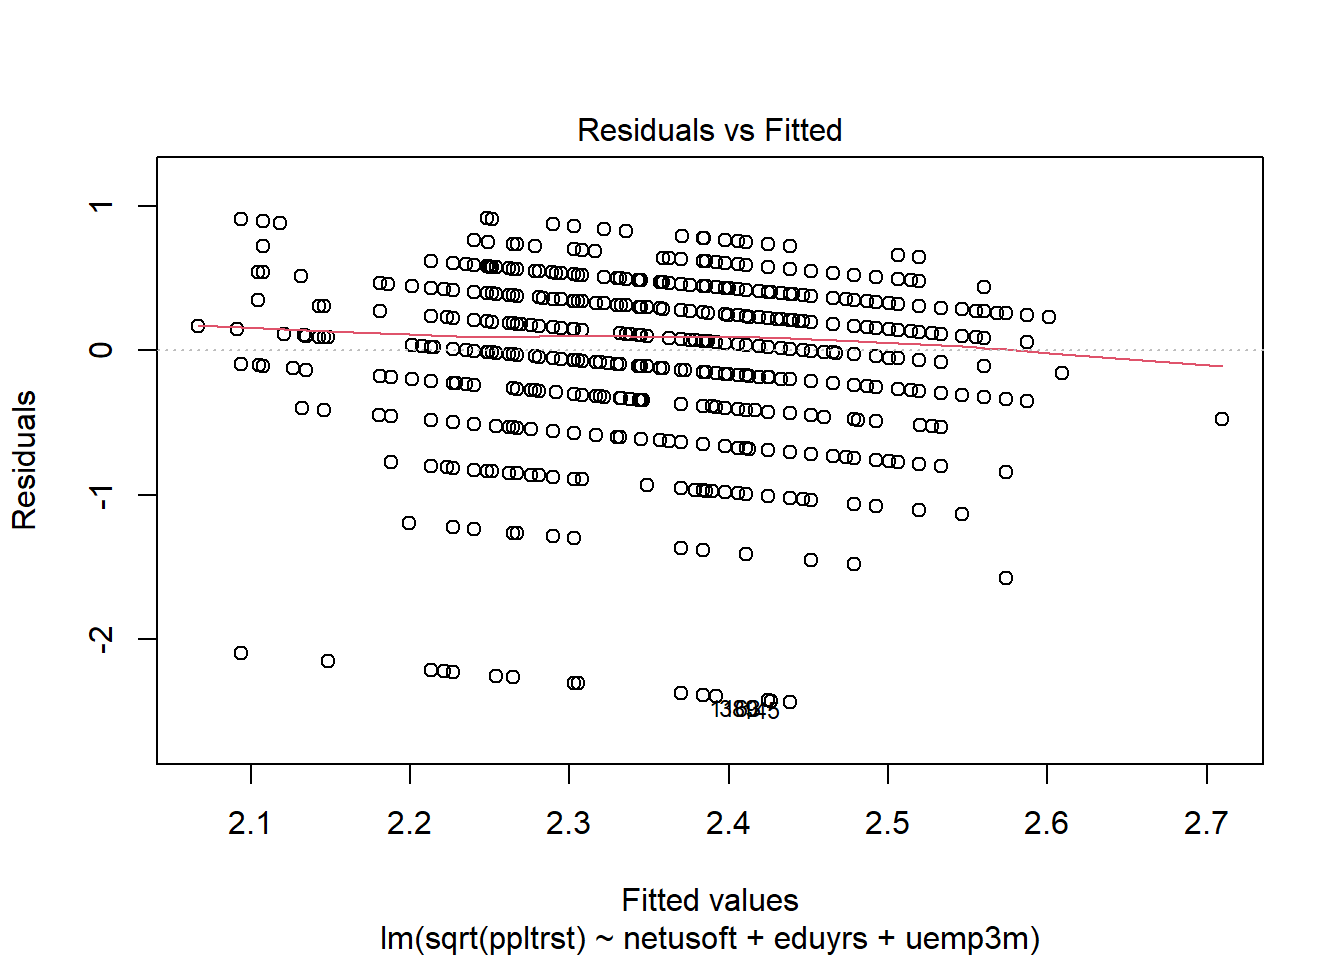 Residuals vs Fitted
Residuals
1
0
-1
-2
2.1 2.2 2.3 2.4 2.5 2.6 2.7
Fitted values
lm(sqrt(ppltrst) ~ netusoft + eduyrs + uemp3m)